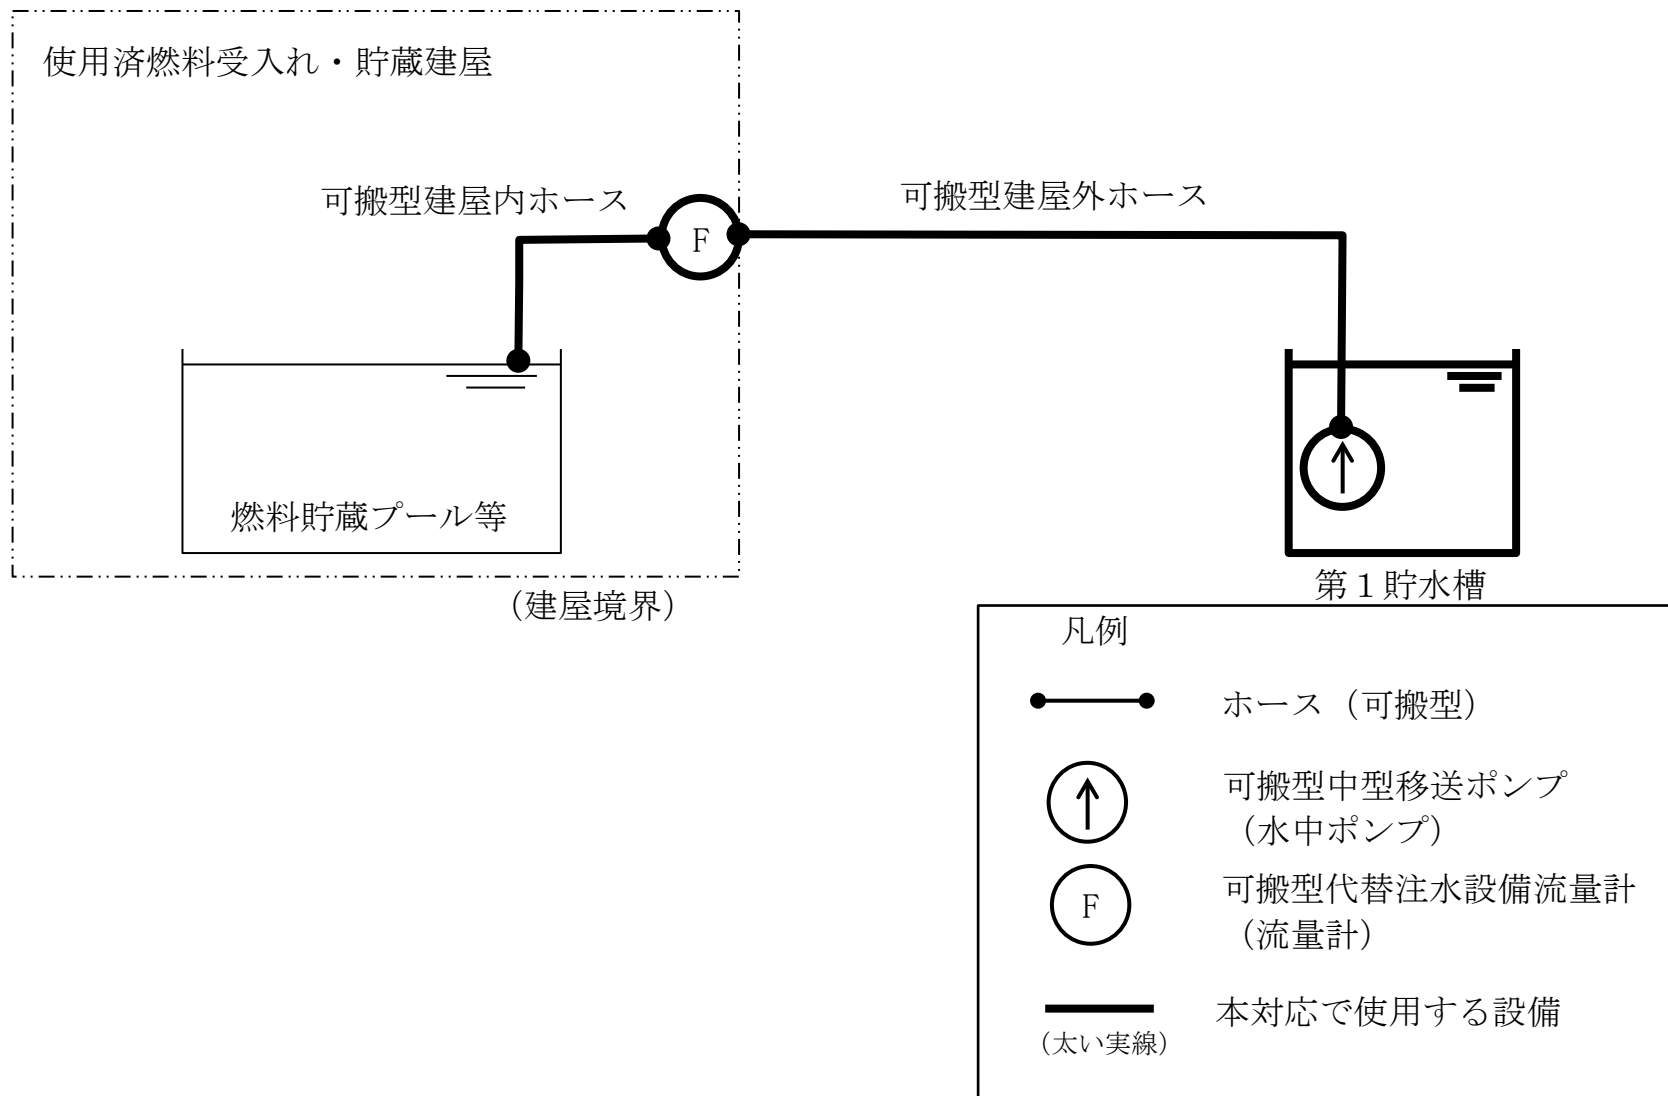 使用済燃料受入れ・貯蔵建屋
可搬型建屋内ホース
可搬型建屋外ホース
F
燃料貯蔵プール等
(建屋境界)
第1貯水槽
凡例
ホース(可搬型)
可搬型中型移送ポンプ
(水中ポンプ)
F
可搬型代替注水設備流量計
(流量計)
本対応で使用する設備
(太い実線)